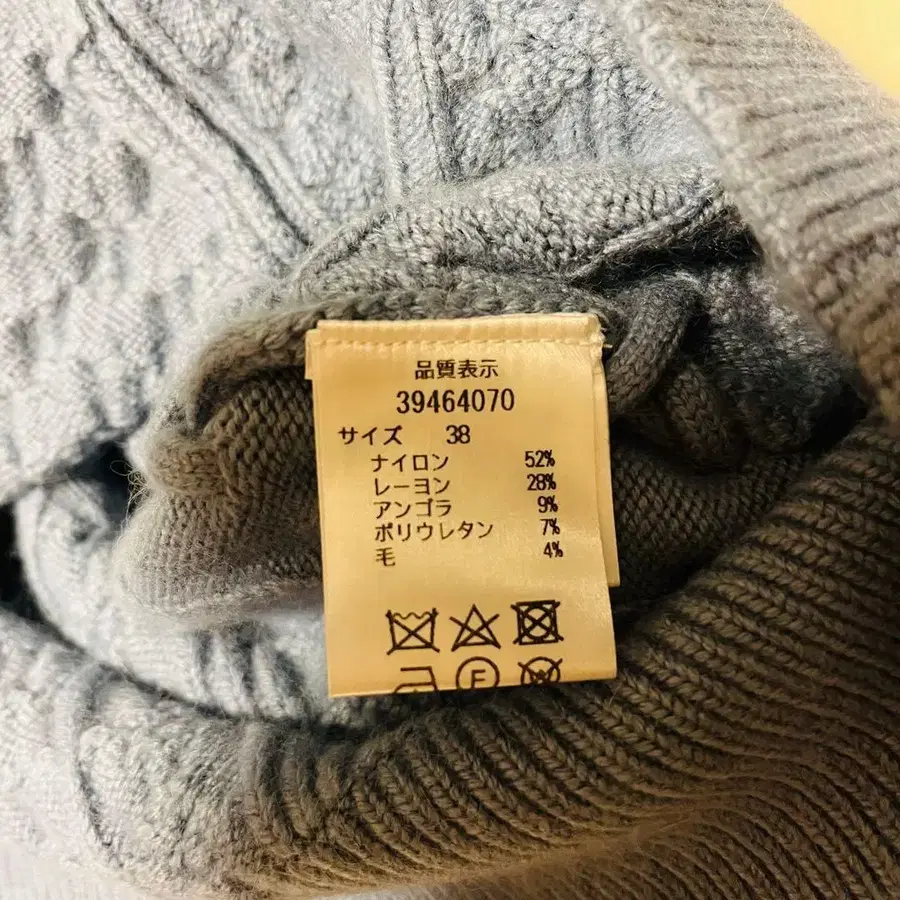 品質表示
39464070
サイズ 38
ナイロン 52%
レーヨン 28%
アンゴラ 9%
ポリウレタン 7%
毛 4%
F W